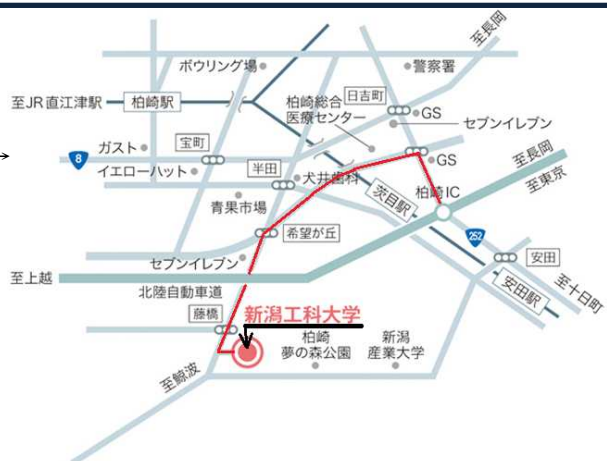 至長岡
ボウリング場
警察署
日吉町
至JR直江津駅
柏崎駅
柏崎総合
医療センター
GS
セブンイレブン
ガスト
宝町
8
イエローハット
半田
犬井歯科
GS
至長岡
至東京
柏崎IC
茨目駅
青果市場
希望が丘
252
セブンイレブン
安田
至上越
北陸自動車道
安田駅
至十日町
藤橋
新潟工科大学
柏崎
夢の森公園
新潟
産業大学
至鯨波